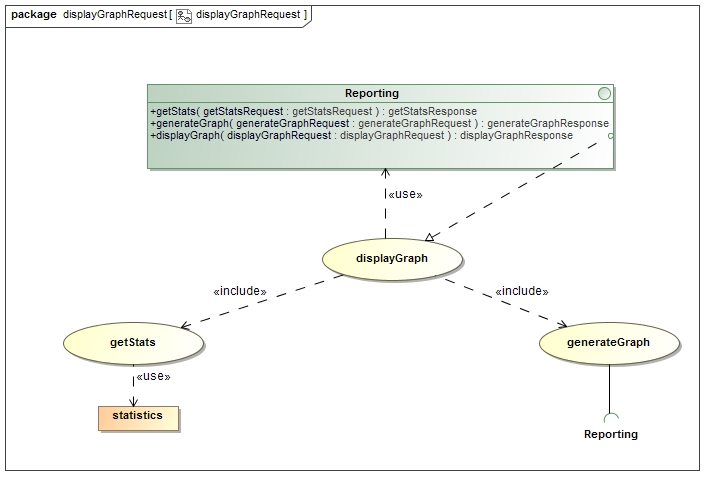 package displayGraphRequest [ displayGraphRequest ]
Reporting
+getStats( getStatsRequest : getStatsRequest ) : getStatsResponse
+generateGraph( generateGraphRequest : generateGraphRequest ) : generateGraphResponse
+displayGraph( displayGraphRequest : displayGraphRequest ) : displayGraphResponse
«use»
displayGraph
«include»
«include»
getStats
generateGraph
«use»
statistics
Reporting